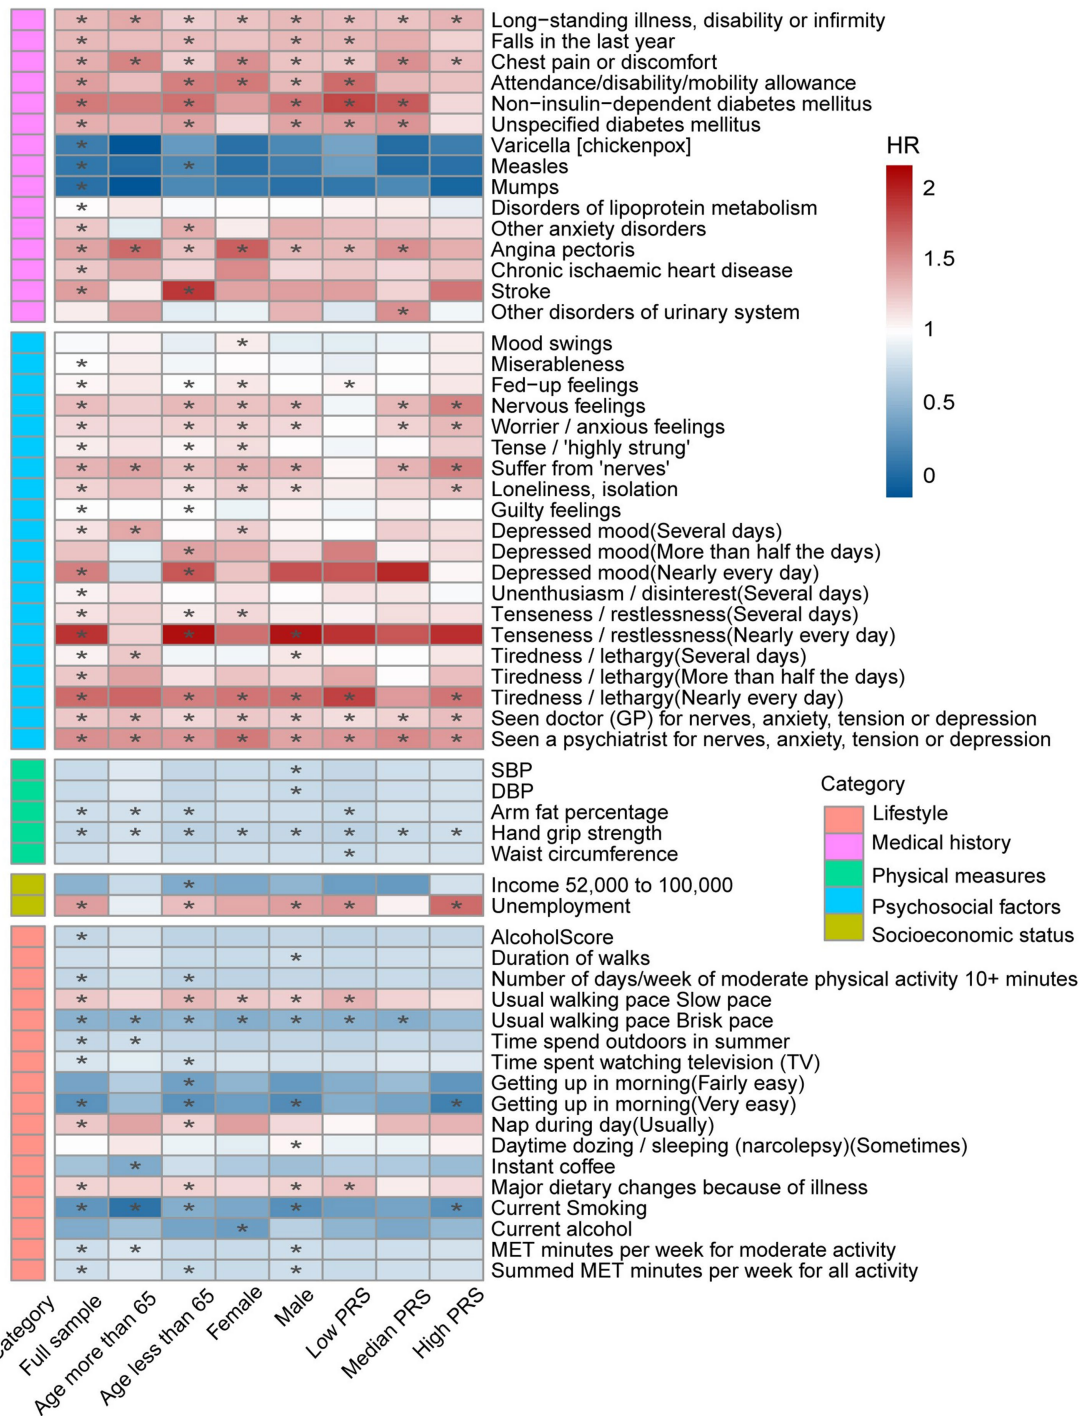 Long−standing illness, disability or infirmity
Falls in the last year
Chest pain or discomfort
Attendance/disability/mobility allowance
Non−insulin−dependent diabetes mellitus
Unspecified diabetes mellitus
Varicella [chickenpox]
Measles
Mumps
Disorders of lipoprotein metabolism
Other anxiety disorders
Angina pectoris
Chronic ischaemic heart disease
Stroke
Other disorders of urinary system
HR
2
1.5
1
0.5
0
Mood swings
Miserableness
Fed−up feelings
Nervous feelings
Worrier / anxious feelings
Tense / 'highly strung'
Suffer from 'nerves'
Loneliness, isolation
Guilty feelings
Depressed mood(Several days)
Depressed mood(More than half the days)
Depressed mood(Nearly every day)
Unenthusiasm / disinterest(Several days)
Tenseness / restlessness(Several days)
Tenseness / restlessness(Nearly every day)
Tiredness / lethargy(Several days)
Tiredness / lethargy(More than half the days)
Tiredness / lethargy(Nearly every day)
Seen doctor (GP) for nerves, anxiety, tension or depression
Seen a psychiatrist for nerves, anxiety, tension or depression
SBP
DBP
Arm fat percentage
Hand grip strength
Waist circumference
Category
Lifestyle
Medical history
Physical measures
Psychosocial factors
Socioeconomic status
Income 52,000 to 100,000
Unemployment
AlcoholScore
Duration of walks
Number of days/week of moderate physical activity 10+ minutes
Usual walking pace Slow pace
Usual walking pace Brisk pace
Time spend outdoors in summer
Time spent watching television (TV)
Getting up in morning(Fairly easy)
Getting up in morning(Very easy)
Nap during day(Usually)
Daytime dozing / sleeping (narcolepsy)(Sometimes)
Instant coffee
Major dietary changes because of illness
Current Smoking
Current alcohol
MET minutes per week for moderate activity
Summed MET minutes per week for all activity
ategory
Full sample
Age more than 65
Age less than 65
Female
Male
Low PRS
Median PRS
High PRS